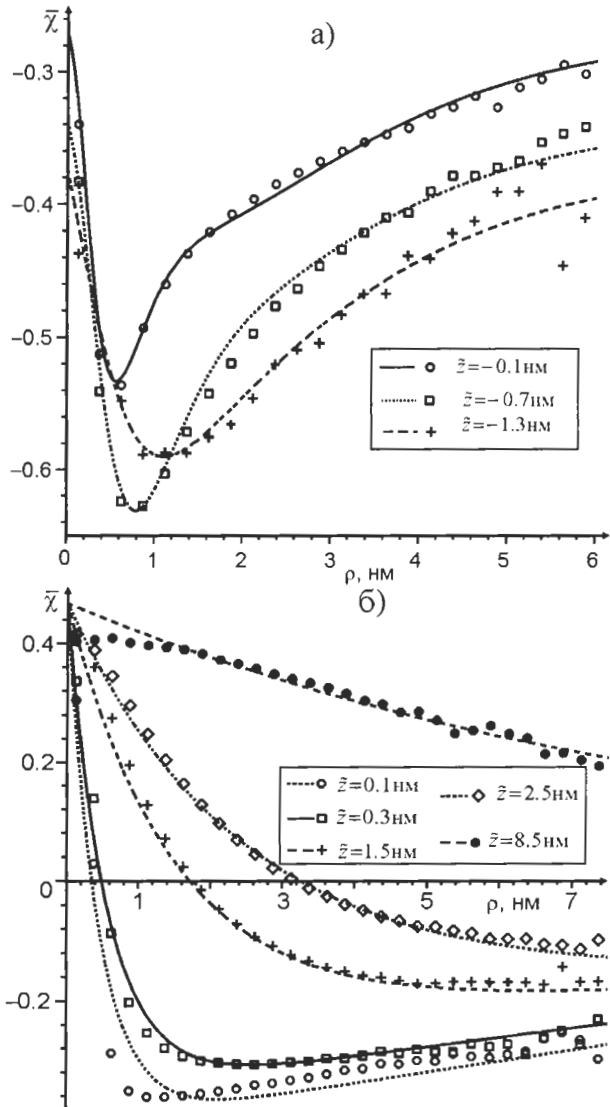 χ̄
а)
−0.3
−0.4
−0.5
−0.6
z̃=−0.1нм
z̃=−0.7нм
z̃=−1.3нм
0 1 2 3 4 5 6
ρ, нм
χ̄
б)
0.4
0.2
0
−0.2
z̃=0.1нм
z̃=0.3нм
z̃=1.5нм
z̃=2.5нм
z̃=8.5нм
1 3 5 7
ρ, нм